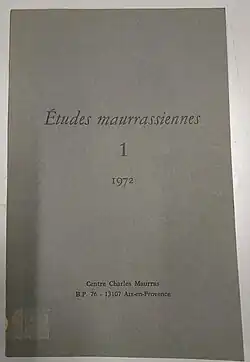 Études maurrassiennes
1
1972
Centre Charles Maurras
B.P. 76 - 13107 Aix-en-Provence